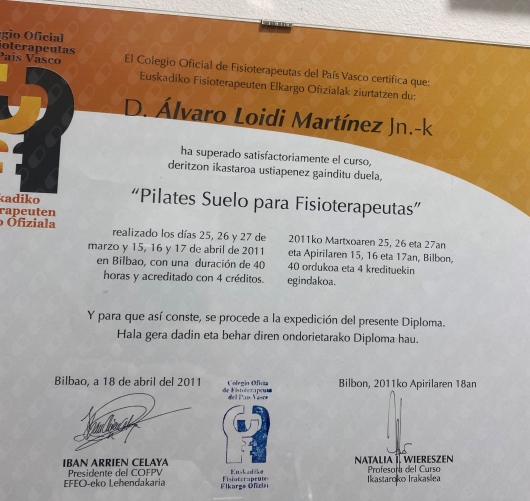 gio Oficial
sioterapeutas
País Vasco
El Colegio Oficial de Fisioterapeutas del País Vasco certifica que:
Euskadiko Fisioterapeuten Elkargo Ofizialak ziurtatzen du:
D. Álvaro Loidi Martínez Jn.-k
ha superado satisfactoriamente el curso,
deritzon ikastaroa ustiapenez gainditu duela,
kadiko
rapeuten
o Ofiziala
“Pilates Suelo para Fisioterapeutas”
realizado los días 25, 26 y 27 de
marzo y 15, 16 y 17 de abril de 2011
en Bilbao, con una duración de 40
horas y acreditado con 4 créditos.
2011ko Martxoaren 25, 26 eta 27an
eta Apirilaren 15, 16 eta 17an, Bilbon,
40 ordukoa eta 4 kredituekin
egindakoa.
Y para que así conste, se procede a la expedición del presente Diploma.
Hala gera dadin eta behar diren ondorietarako Diploma hau.
Bilbao, a 18 de abril del 2011
Colegio Oficial
de Fisioterapeutas
del País Vasco
Bilbon, 2011ko Apirilaren 18an
IBAN ARRIEN CELAYA
Presidente del COFPV
EFEO-eko Lehendakaria
Euskadiko
Fisioterapeuten
Elkargo Ofiziala
NATALIA I. WIERESZEN
Profesora del Curso
Ikastaroko Irakaslea